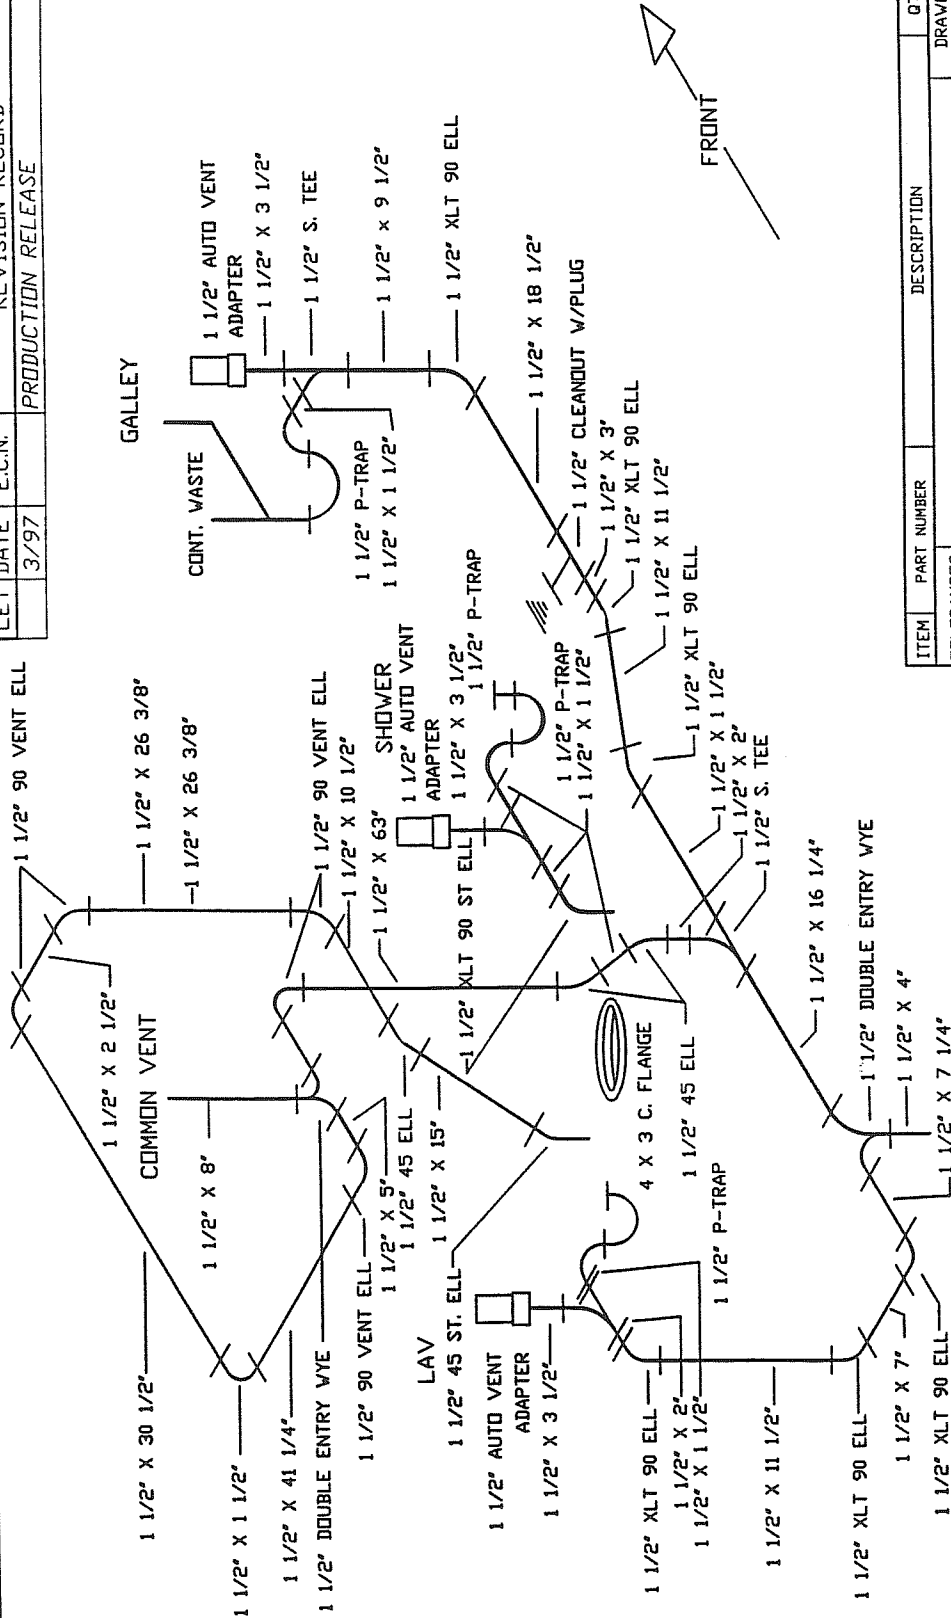 REVISION RECORD
LET DATE E.C.N.
3/97 PRODUCTION RELEASE
1 1/2" 90 VENT ELL
1 1/2" X 26 3/8"
1 1/2" X 26 3/8"
1 1/2" X 2 1/2"
COMMON VENT
1 1/2" X 8"
1 1/2" X 30 1/2"
1 1/2" X 1 1/2"
1 1/2" X 41 1/4"
1 1/2" DOUBLE ENTRY WYE
1 1/2" 90 VENT ELL
1 1/2" X 5"
1 1/2" 45 ELL
1 1/2" X 15"
1 1/2" 90 VENT ELL
1 1/2" X 10 1/2"
1 1/2" X 63"
SHOWER
1 1/2" AUTO VENT
ADAPTER
1 1/2" X 3 1/2"
1 1/2" P-TRAP
1 1/2" XLT 90 ST ELL
1 1/2" P-TRAP
1 1/2" X 1 1/2"
GALLEY
CONT. WASTE
1 1/2" AUTO VENT
ADAPTER
1 1/2" X 3 1/2"
1 1/2" S. TEE
1 1/2" x 9 1/2"
1 1/2" XLT 90 ELL
1 1/2" P-TRAP
1 1/2" X 1 1/2"
1 1/2" X 18 1/2"
1 1/2" CLEANOUT W/PLUG
1 1/2" X 3"
1 1/2" XLT 90 ELL
1 1/2" X 11 1/2"
1 1/2" XLT 90 ELL
1 1/2" X 1 1/2"
1 1/2" X 2"
1 1/2" S. TEE
1 1/2" X 16 1/4"
1 1/2" DOUBLE ENTRY WYE
1 1/2" X 4"
1 1/2" X 7 1/4"
4 X 3 C. FLANGE
1 1/2" 45 ELL
LAV
1 1/2" 45 ST. ELL
1 1/2" AUTO VENT
ADAPTER
1 1/2" X 3 1/2"
1 1/2" P-TRAP
1 1/2" XLT 90 ELL
1 1/2" X 2"
1 1/2" X 1 1/2"
1 1/2" X 11 1/2"
1 1/2" XLT 90 ELL
1 1/2" X 7"
1 1/2" XLT 90 ELL
FRONT
ITEM PART NUMBER DESCRIPTION